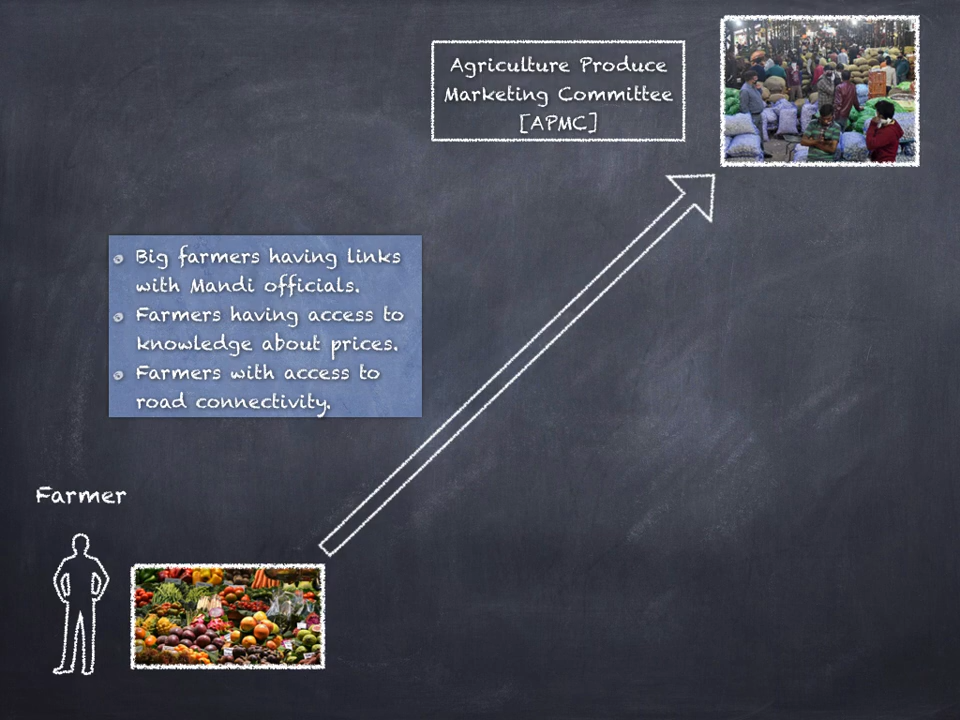 Agriculture Produce
Marketing Committee
[APMC]
Big farmers having links
with Mandi officials.
Farmers having access to
knowledge about prices.
Farmers with access to
road connectivity.
Farmer